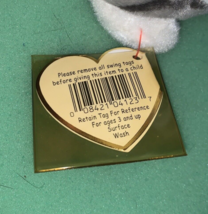 Please remove all swing tags
before giving this item to a child
0 08421 04123 7
Retain Tag For Reference
For ages 3 and up
Surface
Wash